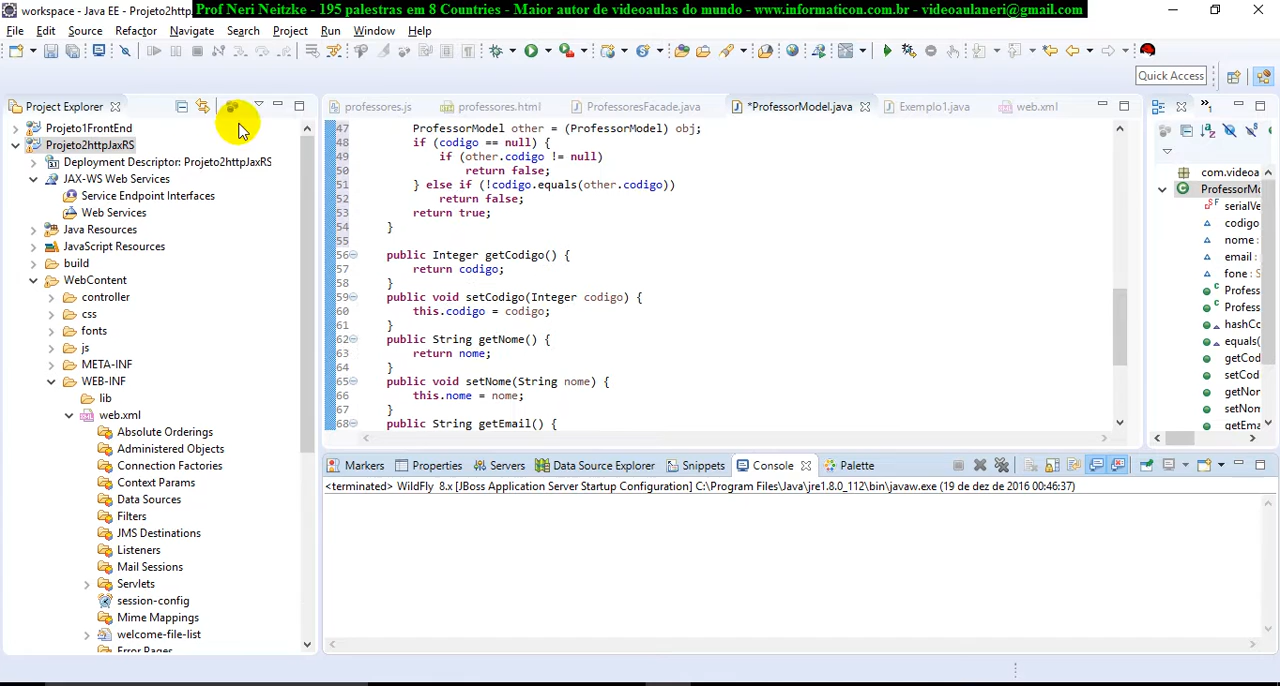 workspace - Java EE - Projeto2http
Prof Neri Neitzke - 195 palestras em 8 Countries - Maior autor de videoaulas do mundo - www.informaticon.com.br - videoaulaneri@gmail.com
File Edit Source Refactor Navigate Search Project Run Window Help
Quick Access
Project Explorer
professores.js
professores.html
ProfessoresFacade.java
*ProfessorModel.java
Exemplo1.java
web.xml
Projeto1FrontEnd
Projeto2httpJaxRS
Deployment Descriptor: Projeto2httpJaxRS
JAX-WS Web Services
Service Endpoint Interfaces
Web Services
Java Resources
JavaScript Resources
build
WebContent
controller
css
fonts
js
META-INF
WEB-INF
lib
web.xml
Absolute Orderings
Administered Objects
Connection Factories
Context Params
Data Sources
Filters
JMS Destinations
Listeners
Mail Sessions
Servlets
session-config
Mime Mappings
welcome-file-list
Error Pages
47 ProfessorModel other = (ProfessorModel) obj;
48 if (codigo == null) {
49 if (other.codigo != null)
50 return false;
51 } else if (!codigo.equals(other.codigo))
52 return false;
53 return true;
54 }
55
56 public Integer getCodigo() {
57 return codigo;
58 }
59 public void setCodigo(Integer codigo) {
60 this.codigo = codigo;
61 }
62 public String getNome() {
63 return nome;
64 }
65 public void setNome(String nome) {
66 this.nome = nome;
67 }
68 public String getEmail() {
com.videoa
ProfessorMo
serialVe
codigo
nome :
email :
fone : S
Profess
Profess
hashCo
equals(
getCod
setCod
getNon
setNom
getEma
Markers
Properties
Servers
Data Source Explorer
Snippets
Console
Palette
<terminated> WildFly 8.x [JBoss Application Server Startup Configuration] C:\Program Files\Java\jre1.8.0_112\bin\javaw.exe (19 de dez de 2016 00:46:37)